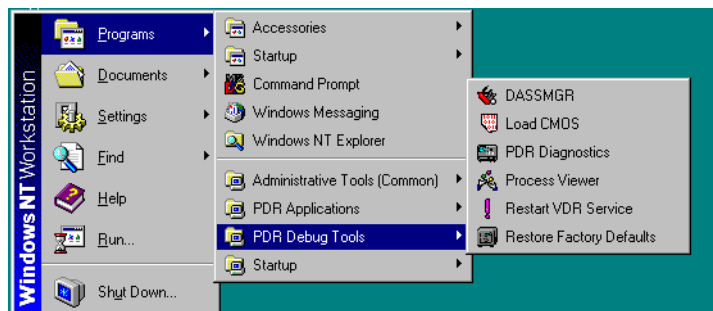 Windows NT Workstation
Programs
Documents
Settings
Find
Help
Run...
Shut Down...
Accessories
Startup
Command Prompt
Windows Messaging
Windows NT Explorer
Administrative Tools (Common)
PDR Applications
PDR Debug Tools
Startup
DASSMGR
Load CMOS
PDR Diagnostics
Process Viewer
Restart VDR Service
Restore Factory Defaults